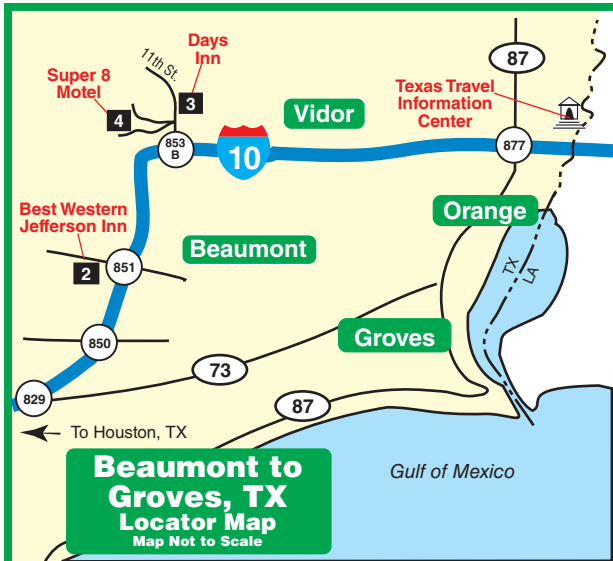 87
11th St.
Days
Inn
3
Super 8
Motel
4
Texas Travel
Information
Center
Vidor
853
B
10
877
Orange
Best Western
Jefferson Inn
2
851
Beaumont
TX
LA
850
Groves
73
829
87
To Houston, TX
Beaumont to
Groves, TX
Locator Map
Map Not to Scale
Gulf of Mexico